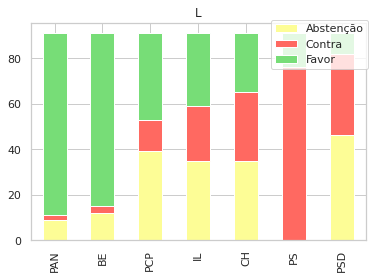 L
Abstenção
Contra
Favor
80
60
40
20
0
PAN
BE
PCP
IL
CH
PS
PSD